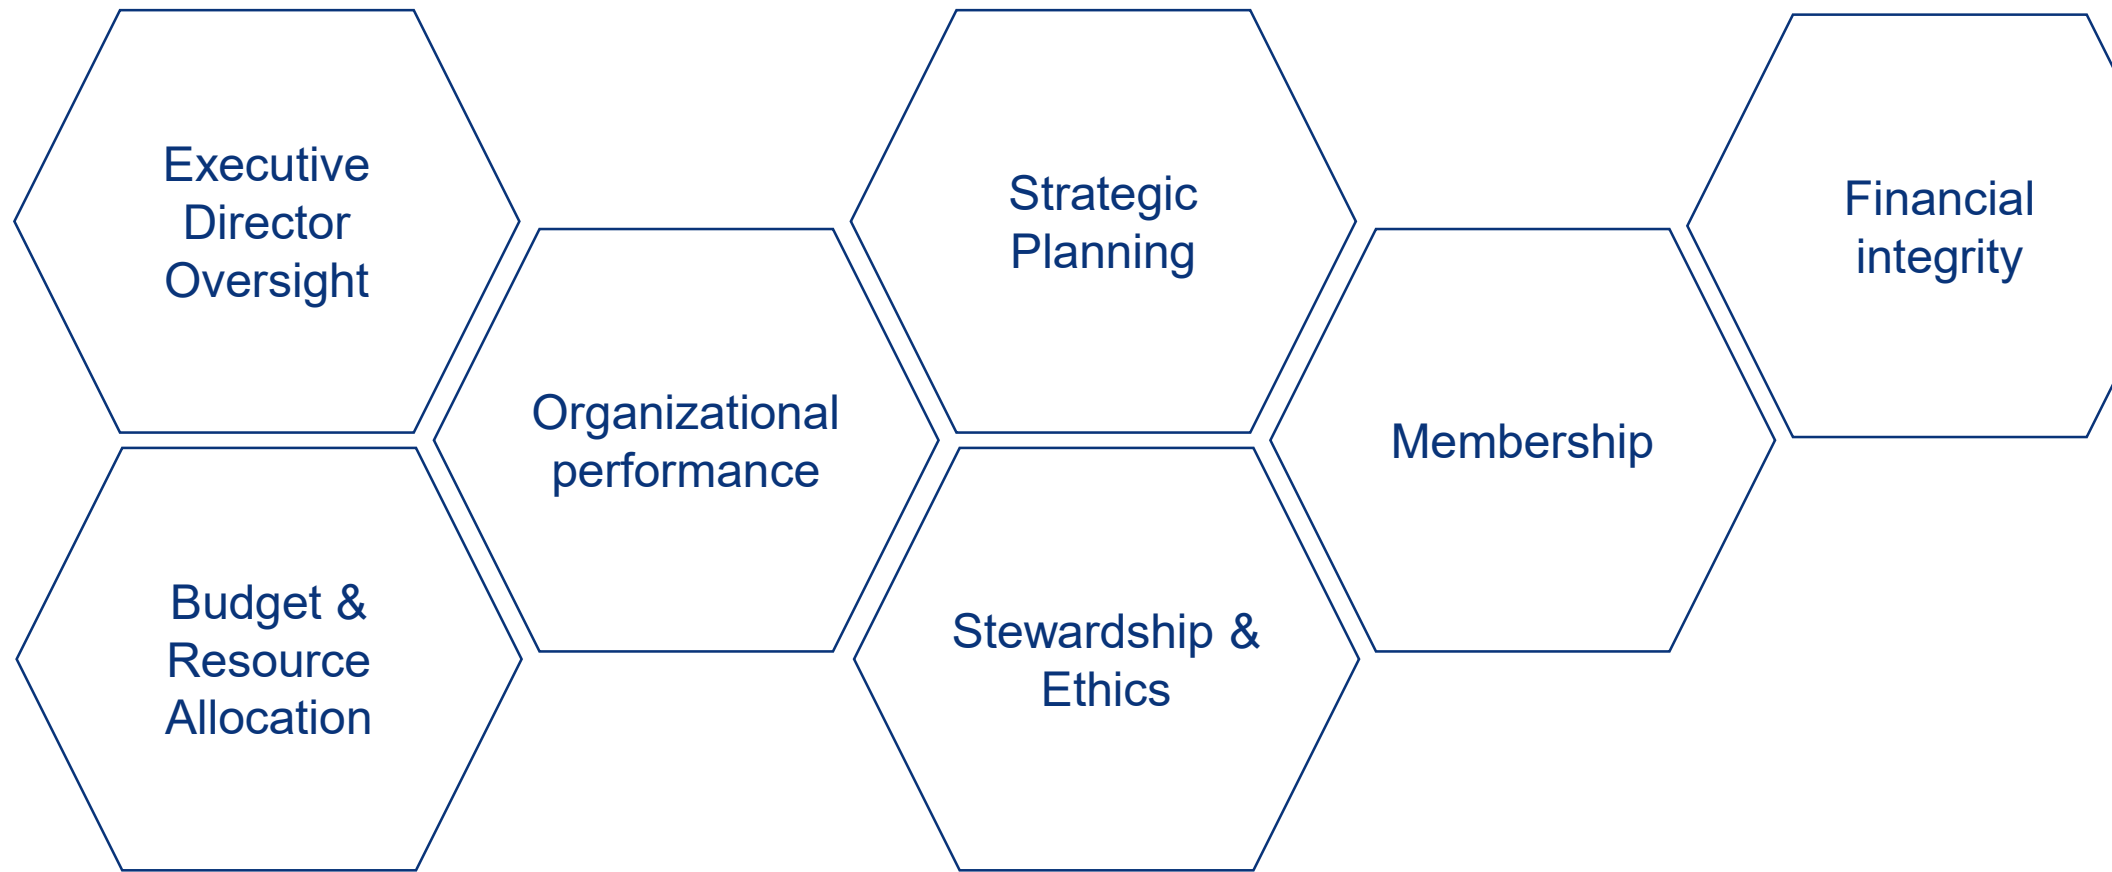 Executive
Director
Oversight
Budget &
Resource
Allocation
Organizational
performance
Strategic
Planning
Stewardship &
Ethics
Membership
Financial
integrity